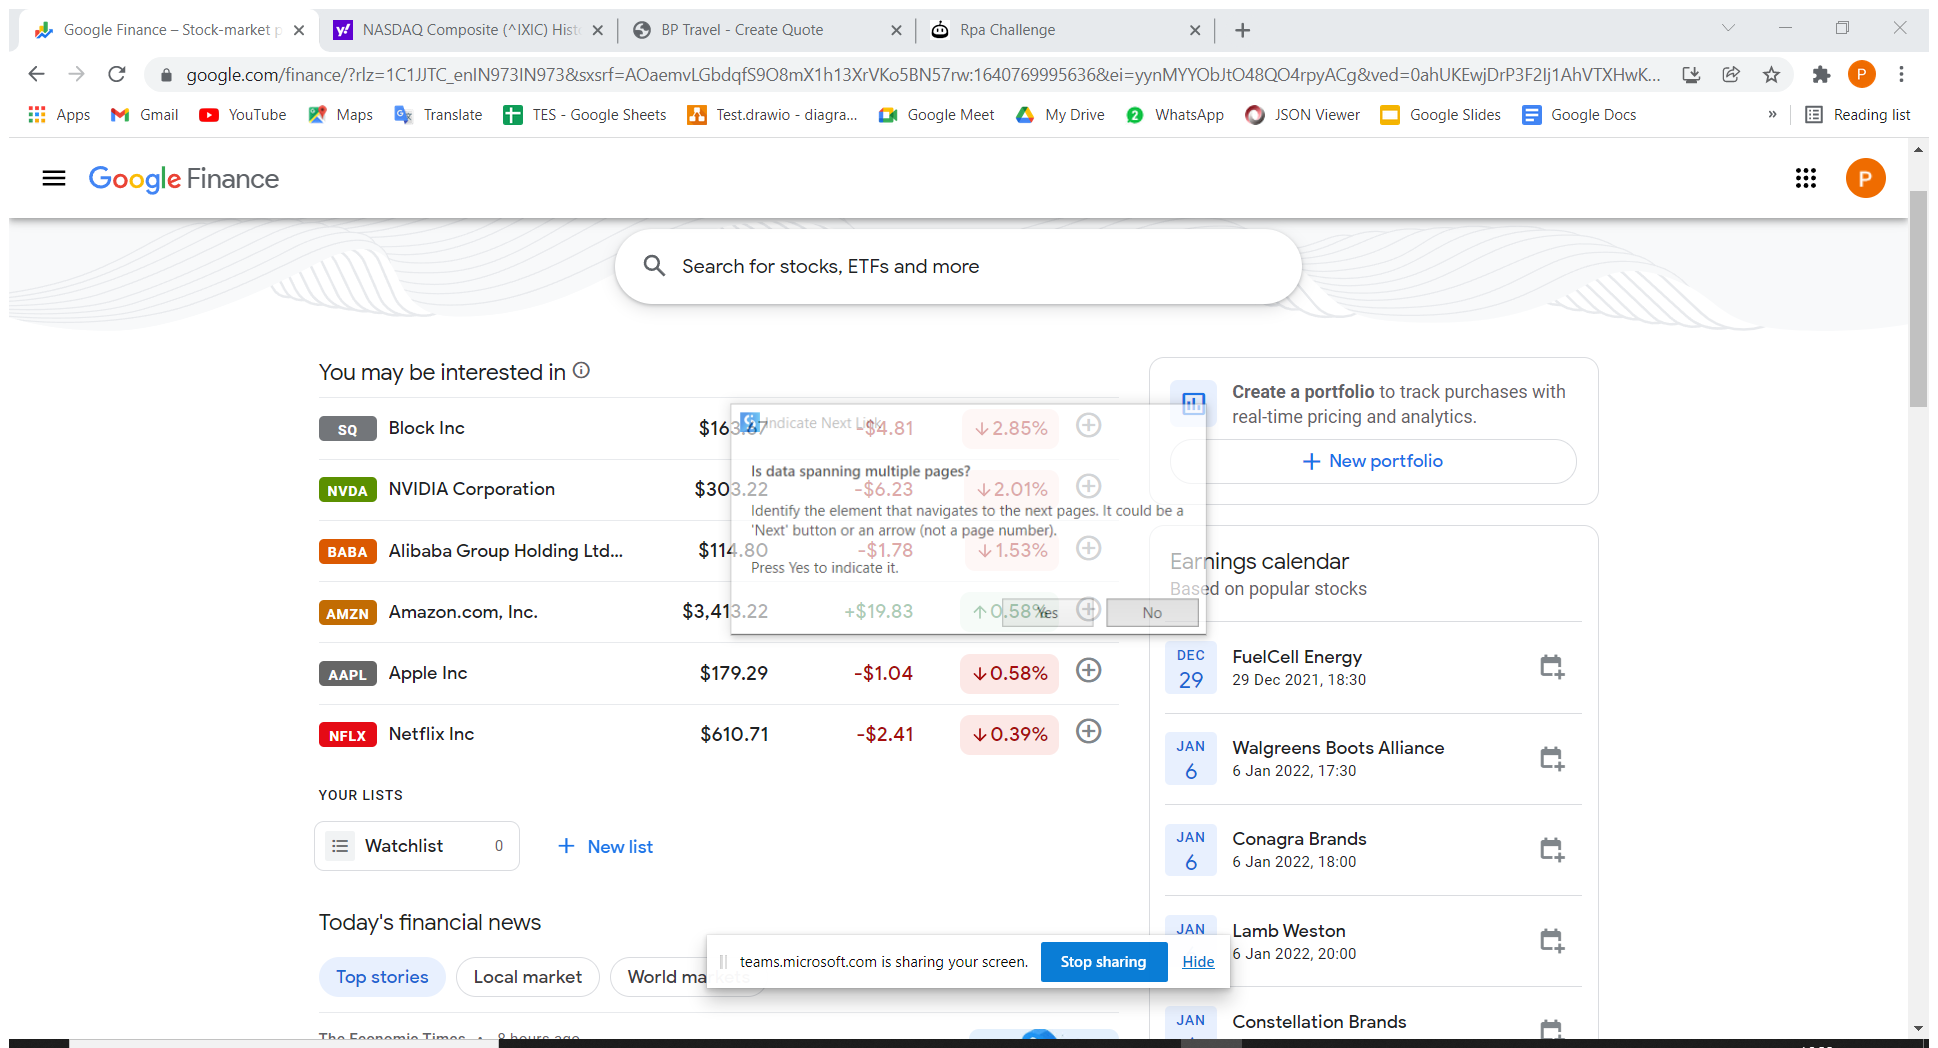 Google Finance – Stock-market p
NASDAQ Composite (^IXIC) Hist
BP Travel - Create Quote
Rpa Challenge
google.com/finance/?rlz=1C1JJTC_enIN973IN973&sxsrf=AOaemvLGbdqfS9O8mX1h13XrVKo5BN57rw:1640769995636&ei=yynMYYObJtO48QO4rpyACg&ved=0ahUKEwjDrP3F2Ij1AhVTXHwK...
P
Apps
Gmail
YouTube
Maps
Translate
TES - Google Sheets
Test.drawio - diagra...
Google Meet
My Drive
2
WhatsApp
JSON Viewer
Google Slides
Google Docs
»
Reading list
Google Finance
P
Search for stocks, ETFs and more
You may be interested in
SQ Block Inc -$4.81 2.85%
NVDA NVIDIA Corporation $303.22 -$6.23 2.01%
BABA Alibaba Group Holding Ltd... $114.80 -$1.78 1.53%
AMZN Amazon.com, Inc. $3,413.22 +$19.83 0.58%
AAPL Apple Inc $179.29 -$1.04 0.58%
NFLX Netflix Inc $610.71 -$2.41 0.39%
Indicate Next Link
Is data spanning multiple pages?
Identify the element that navigates to the next pages. It could be a
'Next' button or an arrow (not a page number).
Press Yes to indicate it.
Yes
No
YOUR LISTS
Watchlist 0
+ New list
Today's financial news
Top stories
Local market
World mar
The Economic Times • 8 hours ago
Create a portfolio to track purchases with
real-time pricing and analytics.
+ New portfolio
Earnings calendar
Based on popular stocks
DEC
29
FuelCell Energy
29 Dec 2021, 18:30
JAN
6
Walgreens Boots Alliance
6 Jan 2022, 17:30
JAN
6
Conagra Brands
6 Jan 2022, 18:00
JAN
Lamb Weston
6 Jan 2022, 20:00
JAN
Constellation Brands
teams.microsoft.com is sharing your screen.
Stop sharing
Hide